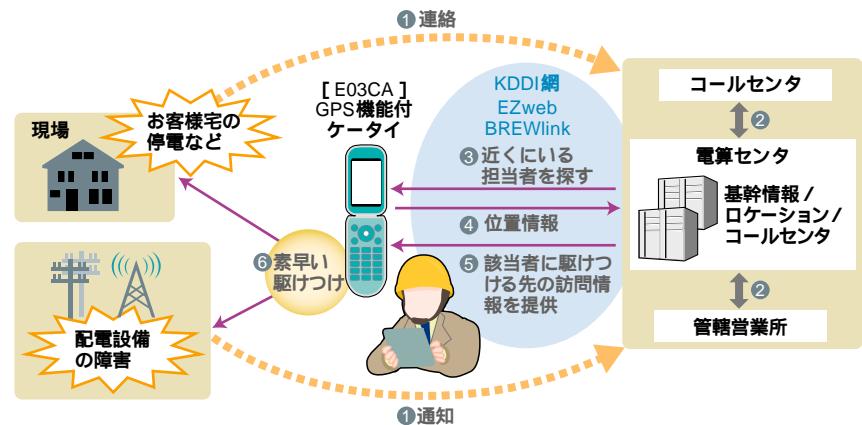 ❶連絡
現場
お客様宅の
停電など
[E03CA]
GPS機能付
ケータイ
KDDI網
EZweb
BREWlink
❸近くにいる
担当者を探す
❹位置情報
❺該当者に駆けつ
ける先の訪問情
報を提供
❻素早い
駆けつけ
コールセンタ
❷
電算センタ
基幹情報/
ロケーション/
コールセンタ
❷
管轄営業所
配電設備
の障害
❶通知